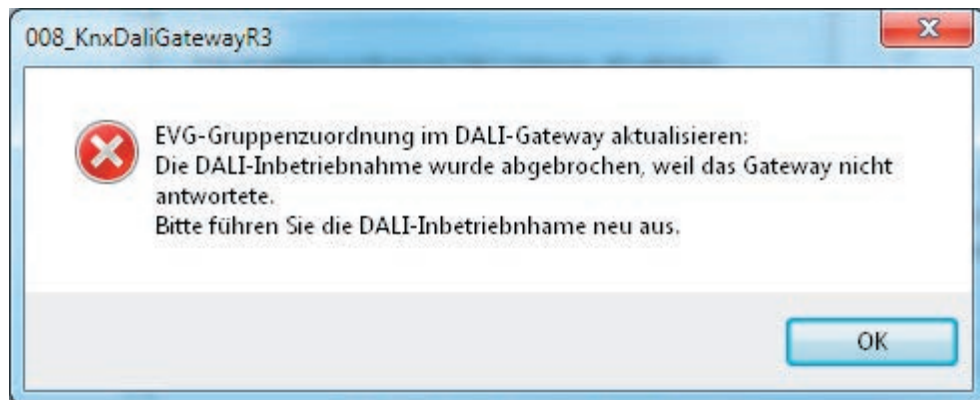 008_KnxDaliGatewayR3
EVG-Gruppenzuordnung im DALI-Gateway aktualisieren:
Die DALI-Inbetriebnahme wurde abgebrochen, weil das Gateway nicht
antwortete.
Bitte führen Sie die DALI-Inbetriebnhame neu aus.
OK